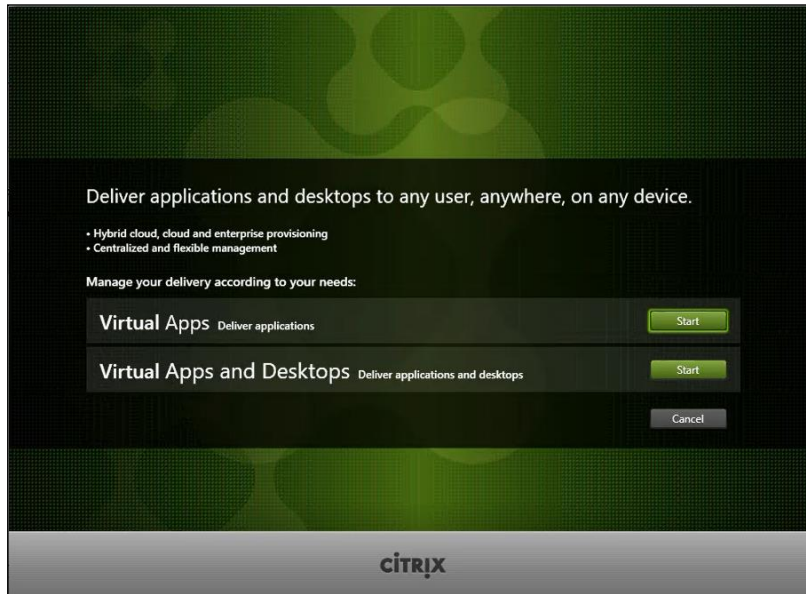 Deliver applications and desktops to any user, anywhere, on any device.
• Hybrid cloud, cloud and enterprise provisioning
• Centralized and flexible management
Manage your delivery according to your needs:
Virtual Apps Deliver applications Start
Virtual Apps and Desktops Deliver applications and desktops Start
Cancel
CİTRIX